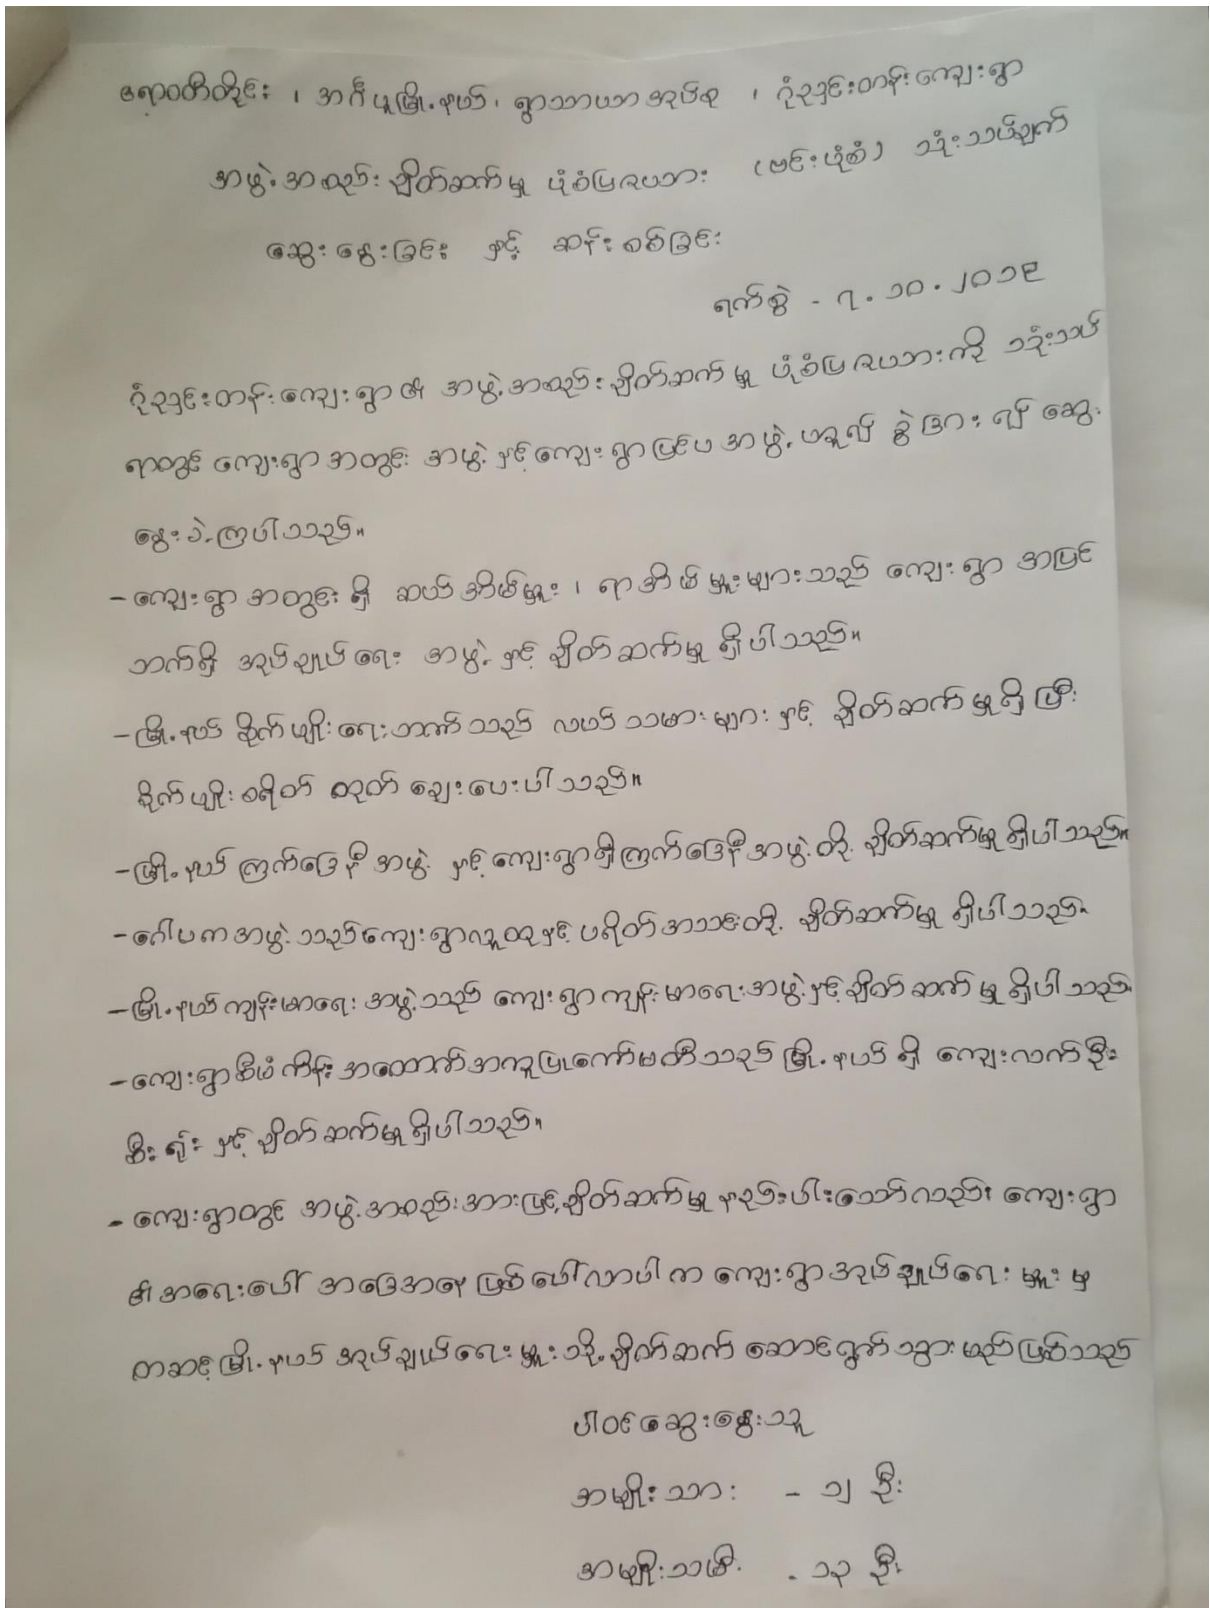 ဧရာဝတီတိုင်း ၊ အင်္ဂပူမြို့နယ်၊ ရွာသာယာအုပ်စု ၊ ဂုံညှင်းတန်းကျေးရွာ
အဖွဲ့အစည်း ချိတ်ဆက်မှု ပုံစံပြဇယား (ဗင်းပုံစံ) သုံးသပ်ချက်
ဆွေးနွေးခြင်း နှင့် ဆန်းစစ်ခြင်း
ရက်စွဲ - ၇.၁၀.၂၀၁၉
ဂုံညှင်းတန်းကျေးရွာ၏ အဖွဲ့အစည်းချိတ်ဆက်မှု ပုံစံပြဇယားကို သုံးသပ်
ရာတွင် ကျေးရွာအတွင်း အဖွဲ့နှင့်ကျေးရွာပြင်ပအဖွဲ့ ဟူ၍ ခွဲခြား၍ ဆွေး
နွေးခဲ့ကြပါသည်။
- ကျေးရွာအတွင်းရှိ ဆယ်အိမ်မှူး ၊ ရာအိမ်မှူးများသည် ကျေးရွာ အပြင်
ဘက်ရှိ အုပ်ချုပ်ရေး အဖွဲ့ နှင့် ချိတ်ဆက်မှု ရှိပါသည်။
- မြို့နယ် စိုက်ပျိုးရေးဘဏ်သည် လယ်သမားများ နှင့် ချိတ်ဆက်မှုရှိပြီး
စိုက်ပျိုးစရိတ် ထုတ်ချေးပေးပါသည်။
- မြို့နယ်ကြက်ခြေနီအဖွဲ့ နှင့်ကျေးရွာရှိကြက်ခြေနီအဖွဲ့တို့ ချိတ်ဆက်မှုရှိပါသည်။
- ဂေါပကအဖွဲ့သည်ကျေးရွာလူထုနှင့်ပရိတ်အသင်းတို့ ချိတ်ဆက်မှု ရှိပါသည်။
- မြို့နယ်ကျန်းမာရေး အဖွဲ့သည် ကျေးရွာကျန်းမာရေးအဖွဲ့နှင့်ချိတ်ဆက်မှုရှိပါသည်။
- ကျေးရွာစီမံကိန်းအထောက်အကူပြုကော်မတီသည် မြို့နယ်ရှိ ကျေးလက်ဦး
စီးရုံး နှင့်ချိတ်ဆက်မှုရှိပါသည်။
- ကျေးရွာတွင် အဖွဲ့အစည်းအားဖြင့်ချိတ်ဆက်မှု နည်းပါးသော်လည်း ကျေးရွာ
၏အရေးပေါ် အခြေအနေဖြစ်ပေါ်လာပါက ကျေးရွာအုပ်ချုပ်ရေးမှူးမှ
တဆင့်မြို့နယ်အုပ်ချုပ်ရေးမှူးသို့ချိတ်ဆက် ဆောင်ရွက်သွားမည်ဖြစ်သည်
ပါဝင်ဆွေးနွေးသူ
အမျိုးသား - ၁၂ ဦး
အမျိုးသမီး - ၁၃ ဦး